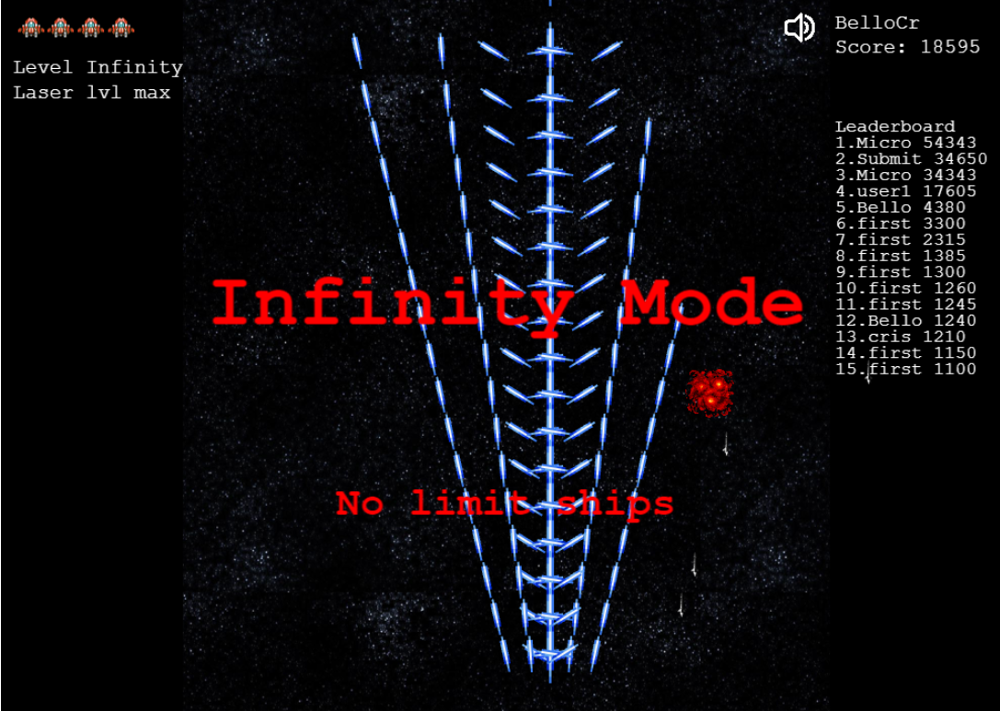 Level Infinity
Laser lvl max
BelloCr
Score: 18595
Leaderboard
1.Micro 54343
2.Submit 34650
3.Micro 34343
4.user1 17605
5.Bello 4380
6.first 3300
7.first 2315
8.first 1385
9.first 1300
10.first 1260
11.first 1245
12.Bello 1240
13.cris 1210
14.first 1150
15.first 1100
Infinity Mode
No limit ships